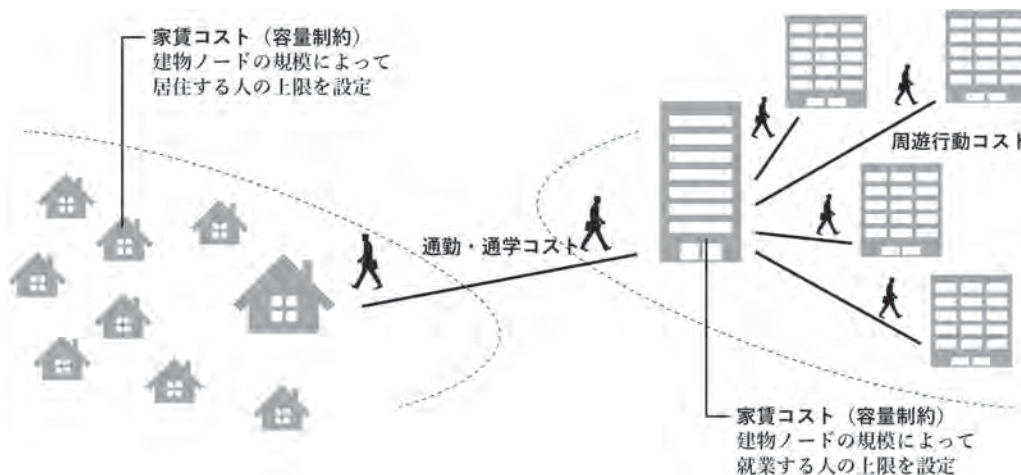 家賃コスト（容量制約）
建物ノードの規模によって
居住する人の上限を設定
周遊行動コスト
通勤・通学コスト
家賃コスト（容量制約）
建物ノードの規模によって
就業する人の上限を設定